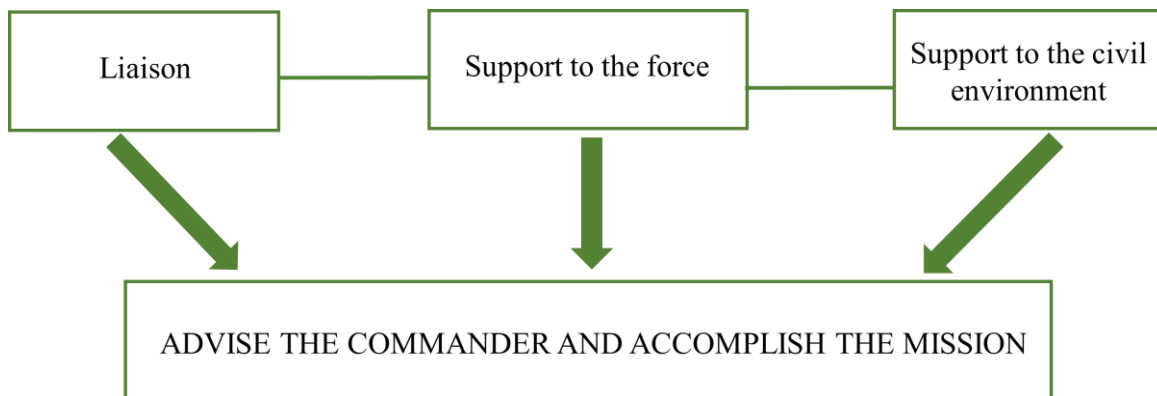 Liaison
Support to the force
Support to the civil
environment
ADVISE THE COMMANDER AND ACCOMPLISH THE MISSION